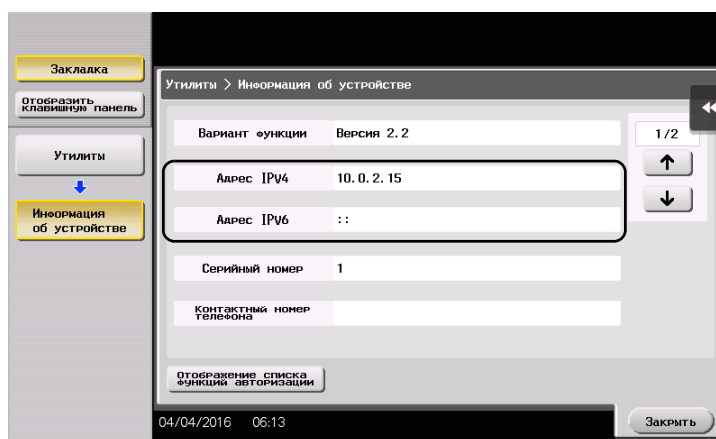 Закладка
Отобразить
клавишную панель
Утилиты
Информация
об устройстве
Утилиты > Информация об устройстве
Вариант функции Версия 2.2
1/2
Адрес IPv4 10.0.2.15
Адрес IPv6 ::
Серийный номер 1
Контактный номер
телефона
Отображение списка
функций авторизации
04/04/2016 06:13
Закрыть